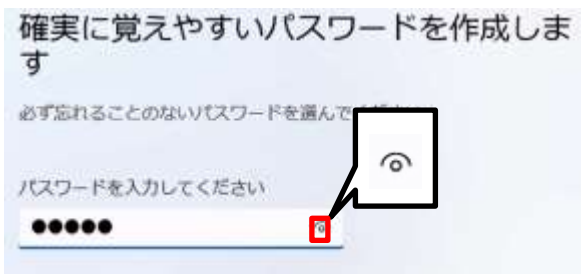 確実に覚えやすいパスワードを作成しま
す
必ず忘れることのないパスワードを選んで
パスワードを入力してください
●●●●●